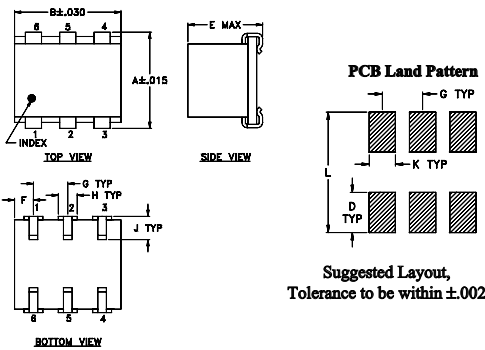 B±.030
6 5 4
A±.015
INDEX
1 2 3
TOP VIEW
E MAX
SIDE VIEW
PCB Land Pattern
G TYP
K TYP
L
D
TYP
Suggested Layout,
Tolerance to be within ±.002
G TYP
H TYP
F
1 2 3
J TYP
6 5 4
BOTTOM VIEW